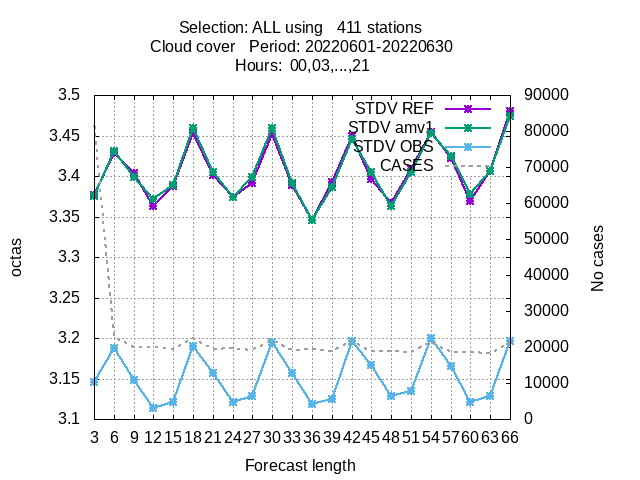 Selection: ALL using   411 stations
Cloud cover   Period: 20220601-20220630
Hours:  00,03,...,21
3.5
3.45
3.4
3.35
3.3
3.25
3.2
3.15
3.1
octas
STDV REF
STDV amv1
STDV OBS
CASES
90000
80000
70000
60000
50000
40000
30000
20000
10000
0
No cases
3 6 9 12 15 18 21 24 27 30 33 36 39 42 45 48 51 54 57 60 63 66
Forecast length